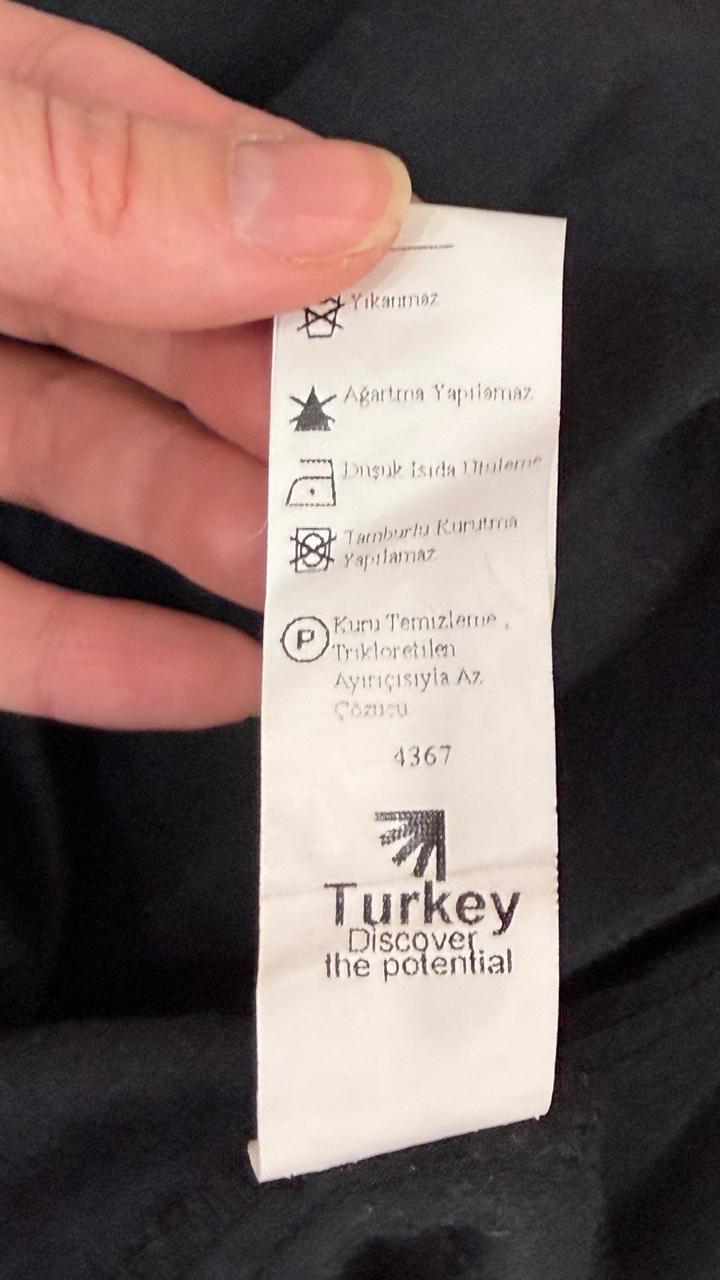 Yıkanmaz
Ağartma Yapılamaz
Düşük Isıda Ütüleme
Tamburlu Kurutma
Yapılamaz
P
Kuru Temizleme ,
Trikloretilen
Ayırıçısıyla Az
Çözücü
4367
Turkey
Discover
the potential